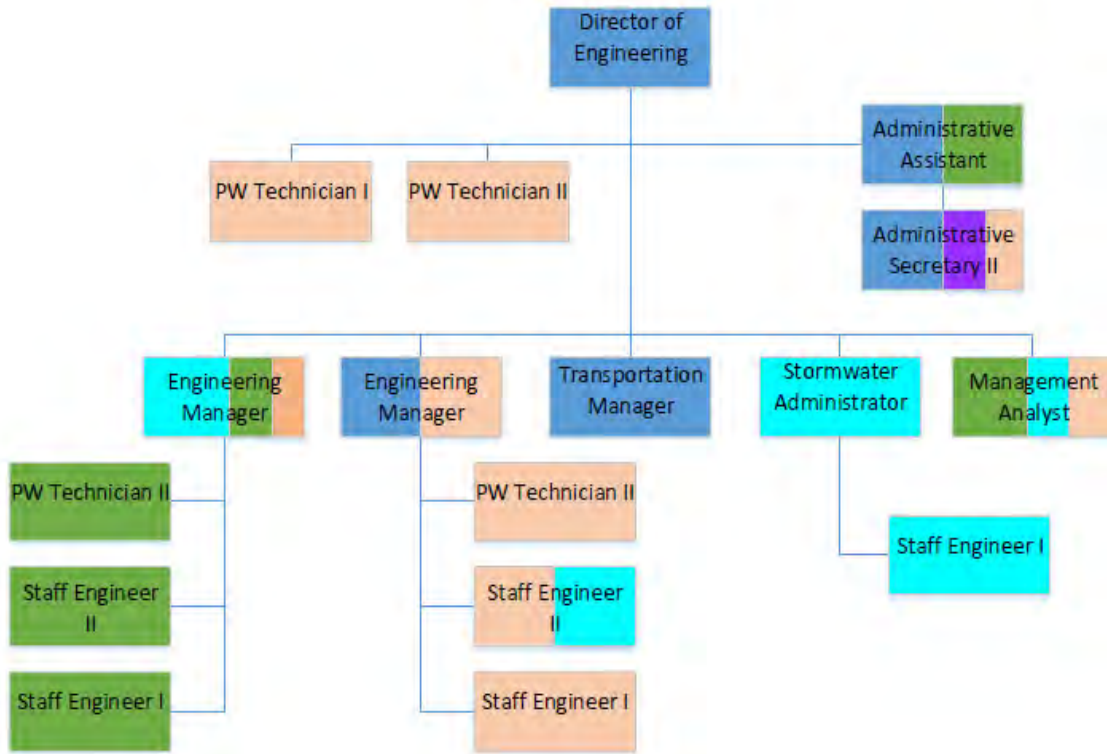 Director of
Engineering
Administrative
Assistant
PW Technician I
PW Technician II
Administrative
Secretary II
Engineering
Manager
Engineering
Manager
Transportation
Manager
Stormwater
Administrator
Management
Analyst
PW Technician II
PW Technician II
Staff Engineer I
Staff Engineer
II
Staff Engineer
II
Staff Engineer I
Staff Engineer I